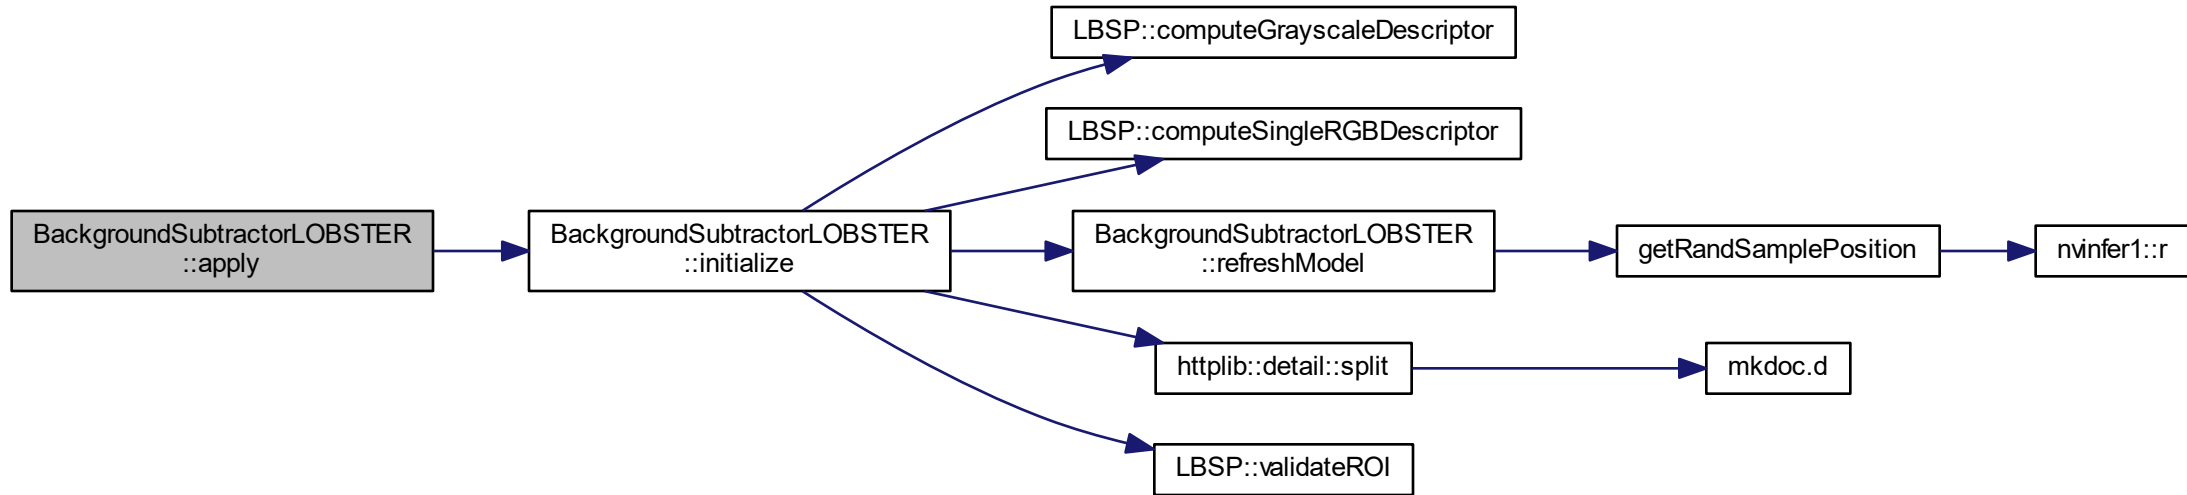 LBSP::computeGrayscaleDescriptor
LBSP::computeSingleRGBDescriptor
BackgroundSubtractorLOBSTER
::apply
BackgroundSubtractorLOBSTER
::initialize
BackgroundSubtractorLOBSTER
::refreshModel
getRandSamplePosition
nvinfer1::r
httplib::detail::split
mkdoc.d
LBSP::validateROI